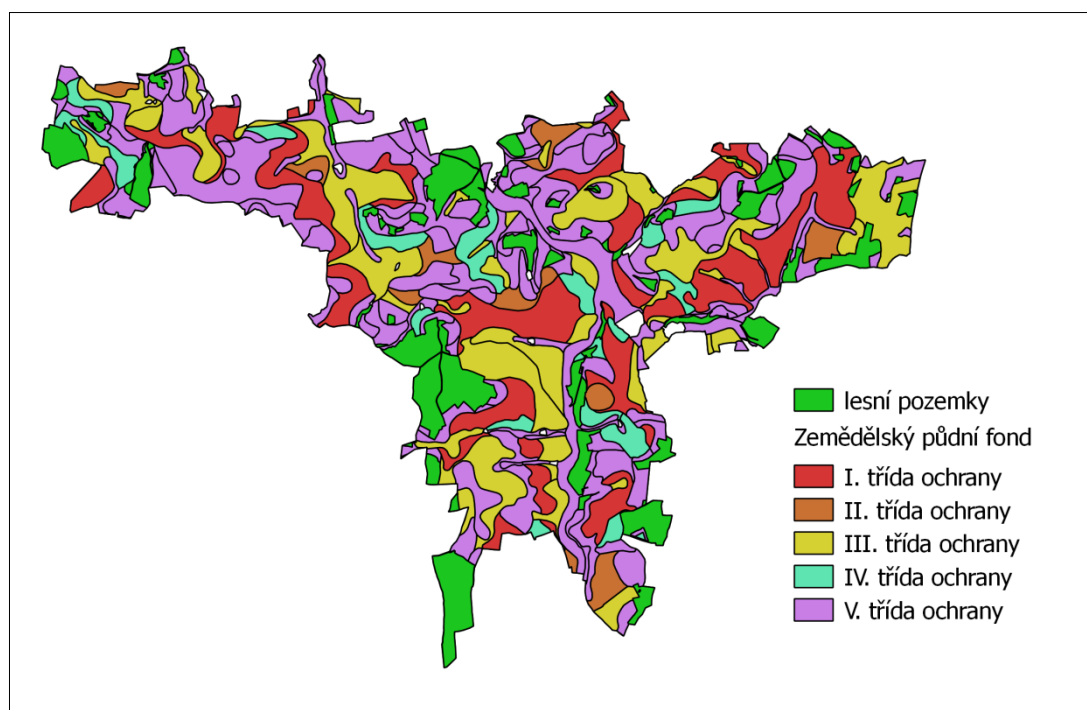 lesní pozemky
Zemědělský půdní fond
I. třída ochrany
II. třída ochrany
III. třída ochrany
IV. třída ochrany
V. třída ochrany